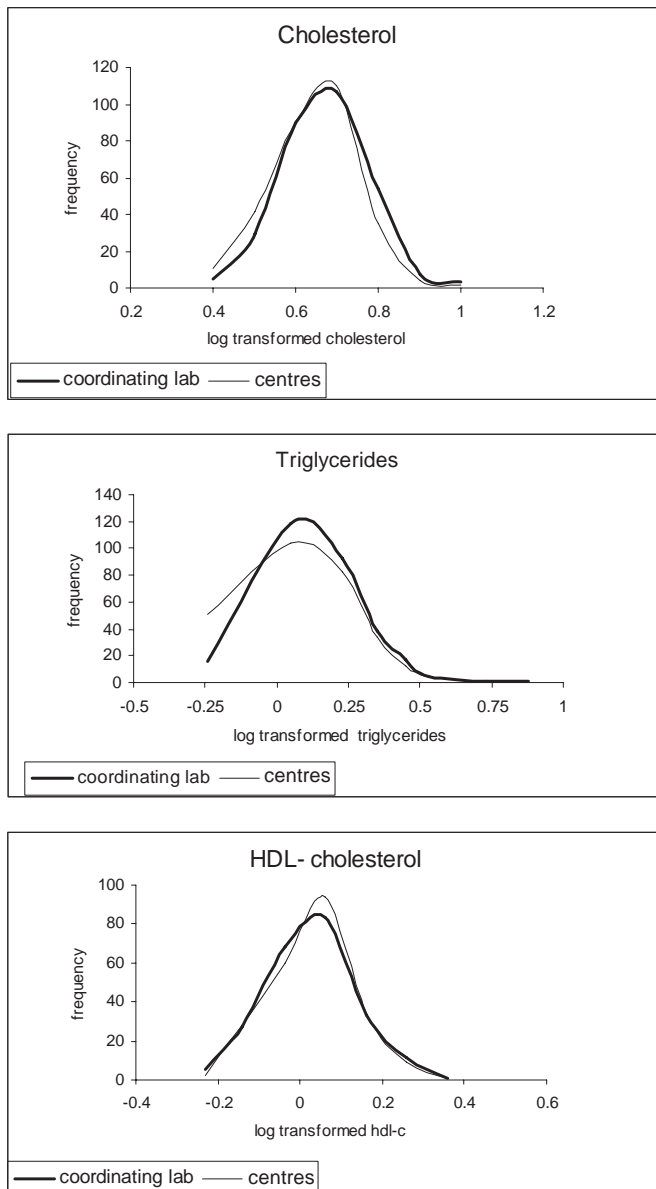 Cholesterol
120
100
80
60
40
20
0
frequency
0.2 0.4 0.6 0.8 1 1.2
log transformed cholesterol
coordinating lab centres
Triglycerides
140
120
100
80
60
40
20
0
frequency
-0.5 -0.25 0 0.25 0.5 0.75 1
log transformed triglycerides
coordinating lab centres
HDL- cholesterol
100
80
60
40
20
0
frequency
-0.4 -0.2 0 0.2 0.4 0.6
log transformed hdl-c
coordinating lab centres